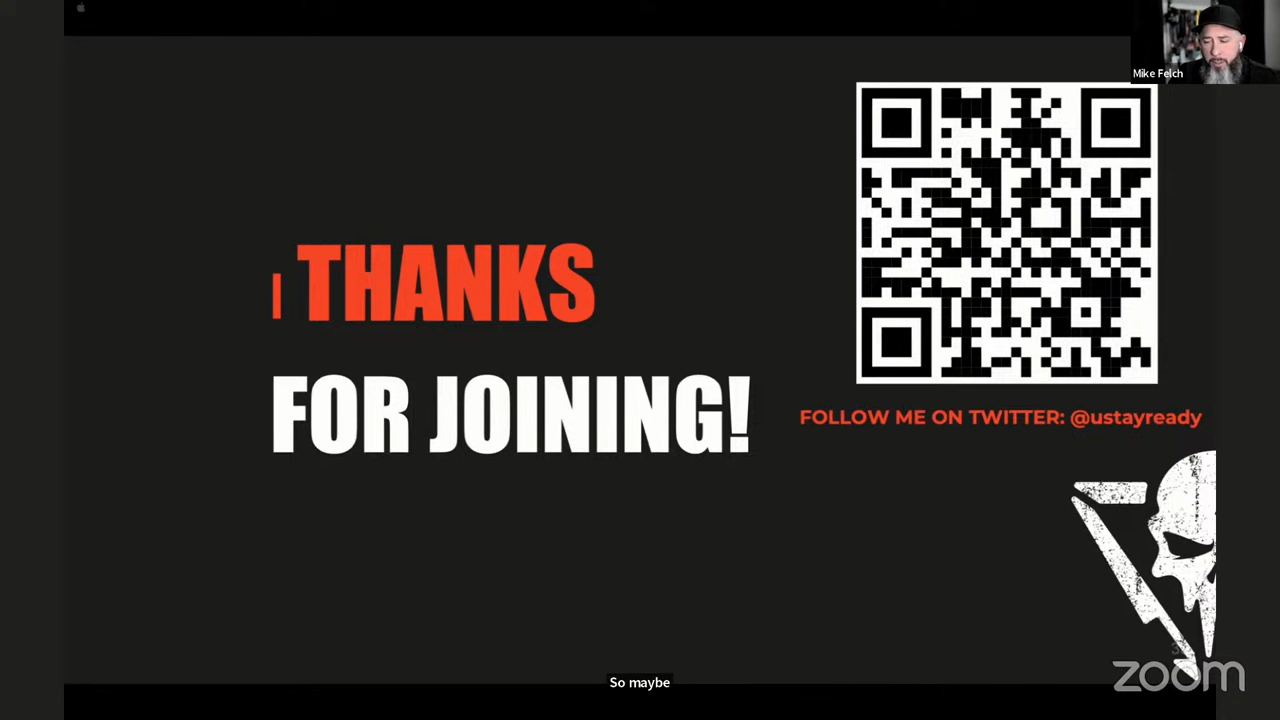 Mike Felch
THANKS
FOR JOINING!
FOLLOW ME ON TWITTER: @ustayready
So maybe
zoom